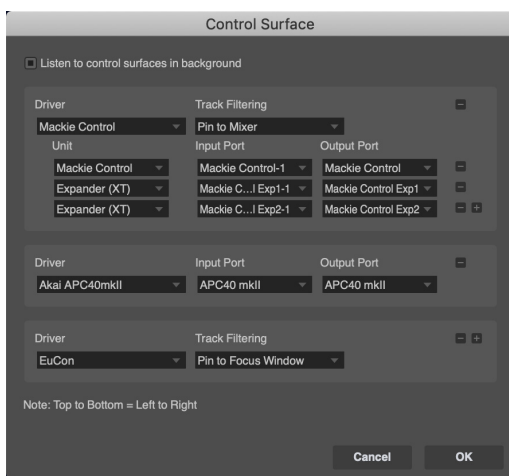 Control Surface
Listen to control surfaces in background
Driver Track Filtering
Mackie Control Pin to Mixer
Unit Input Port Output Port
Mackie Control Mackie Control-1 Mackie Control
Expander (XT) Mackie C...l Exp1-1 Mackie Control Exp1
Expander (XT) Mackie C...l Exp2-1 Mackie Control Exp2
Driver Input Port Output Port
Akai APC40mkII APC40 mkII APC40 mkII
Driver Track Filtering
EuCon Pin to Focus Window
Note: Top to Bottom = Left to Right
Cancel OK